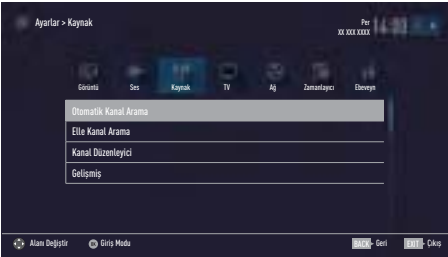 Ayarlar > Kaynak
Per
XX XXX XXXX
Görüntü Ses Kaynak TV Ağ Zamanlayıcı Ebeveyn
Otomatik Kanal Arama
Elle Kanal Arama
Kanal Düzenleyici
Gelişmiş
Alanı Değiştir OK Giriş Modu BACK Geri EXIT Çıkış